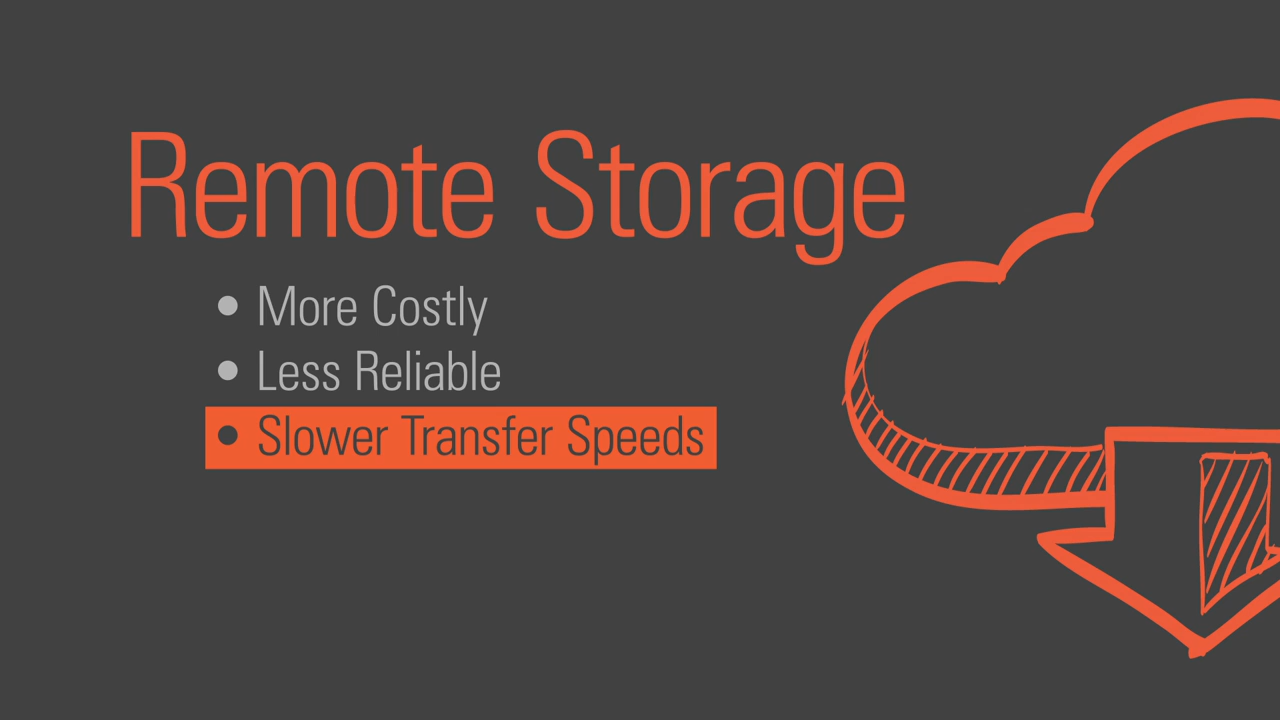 Remote Storage
• More Costly
• Less Reliable
• Slower Transfer Speeds